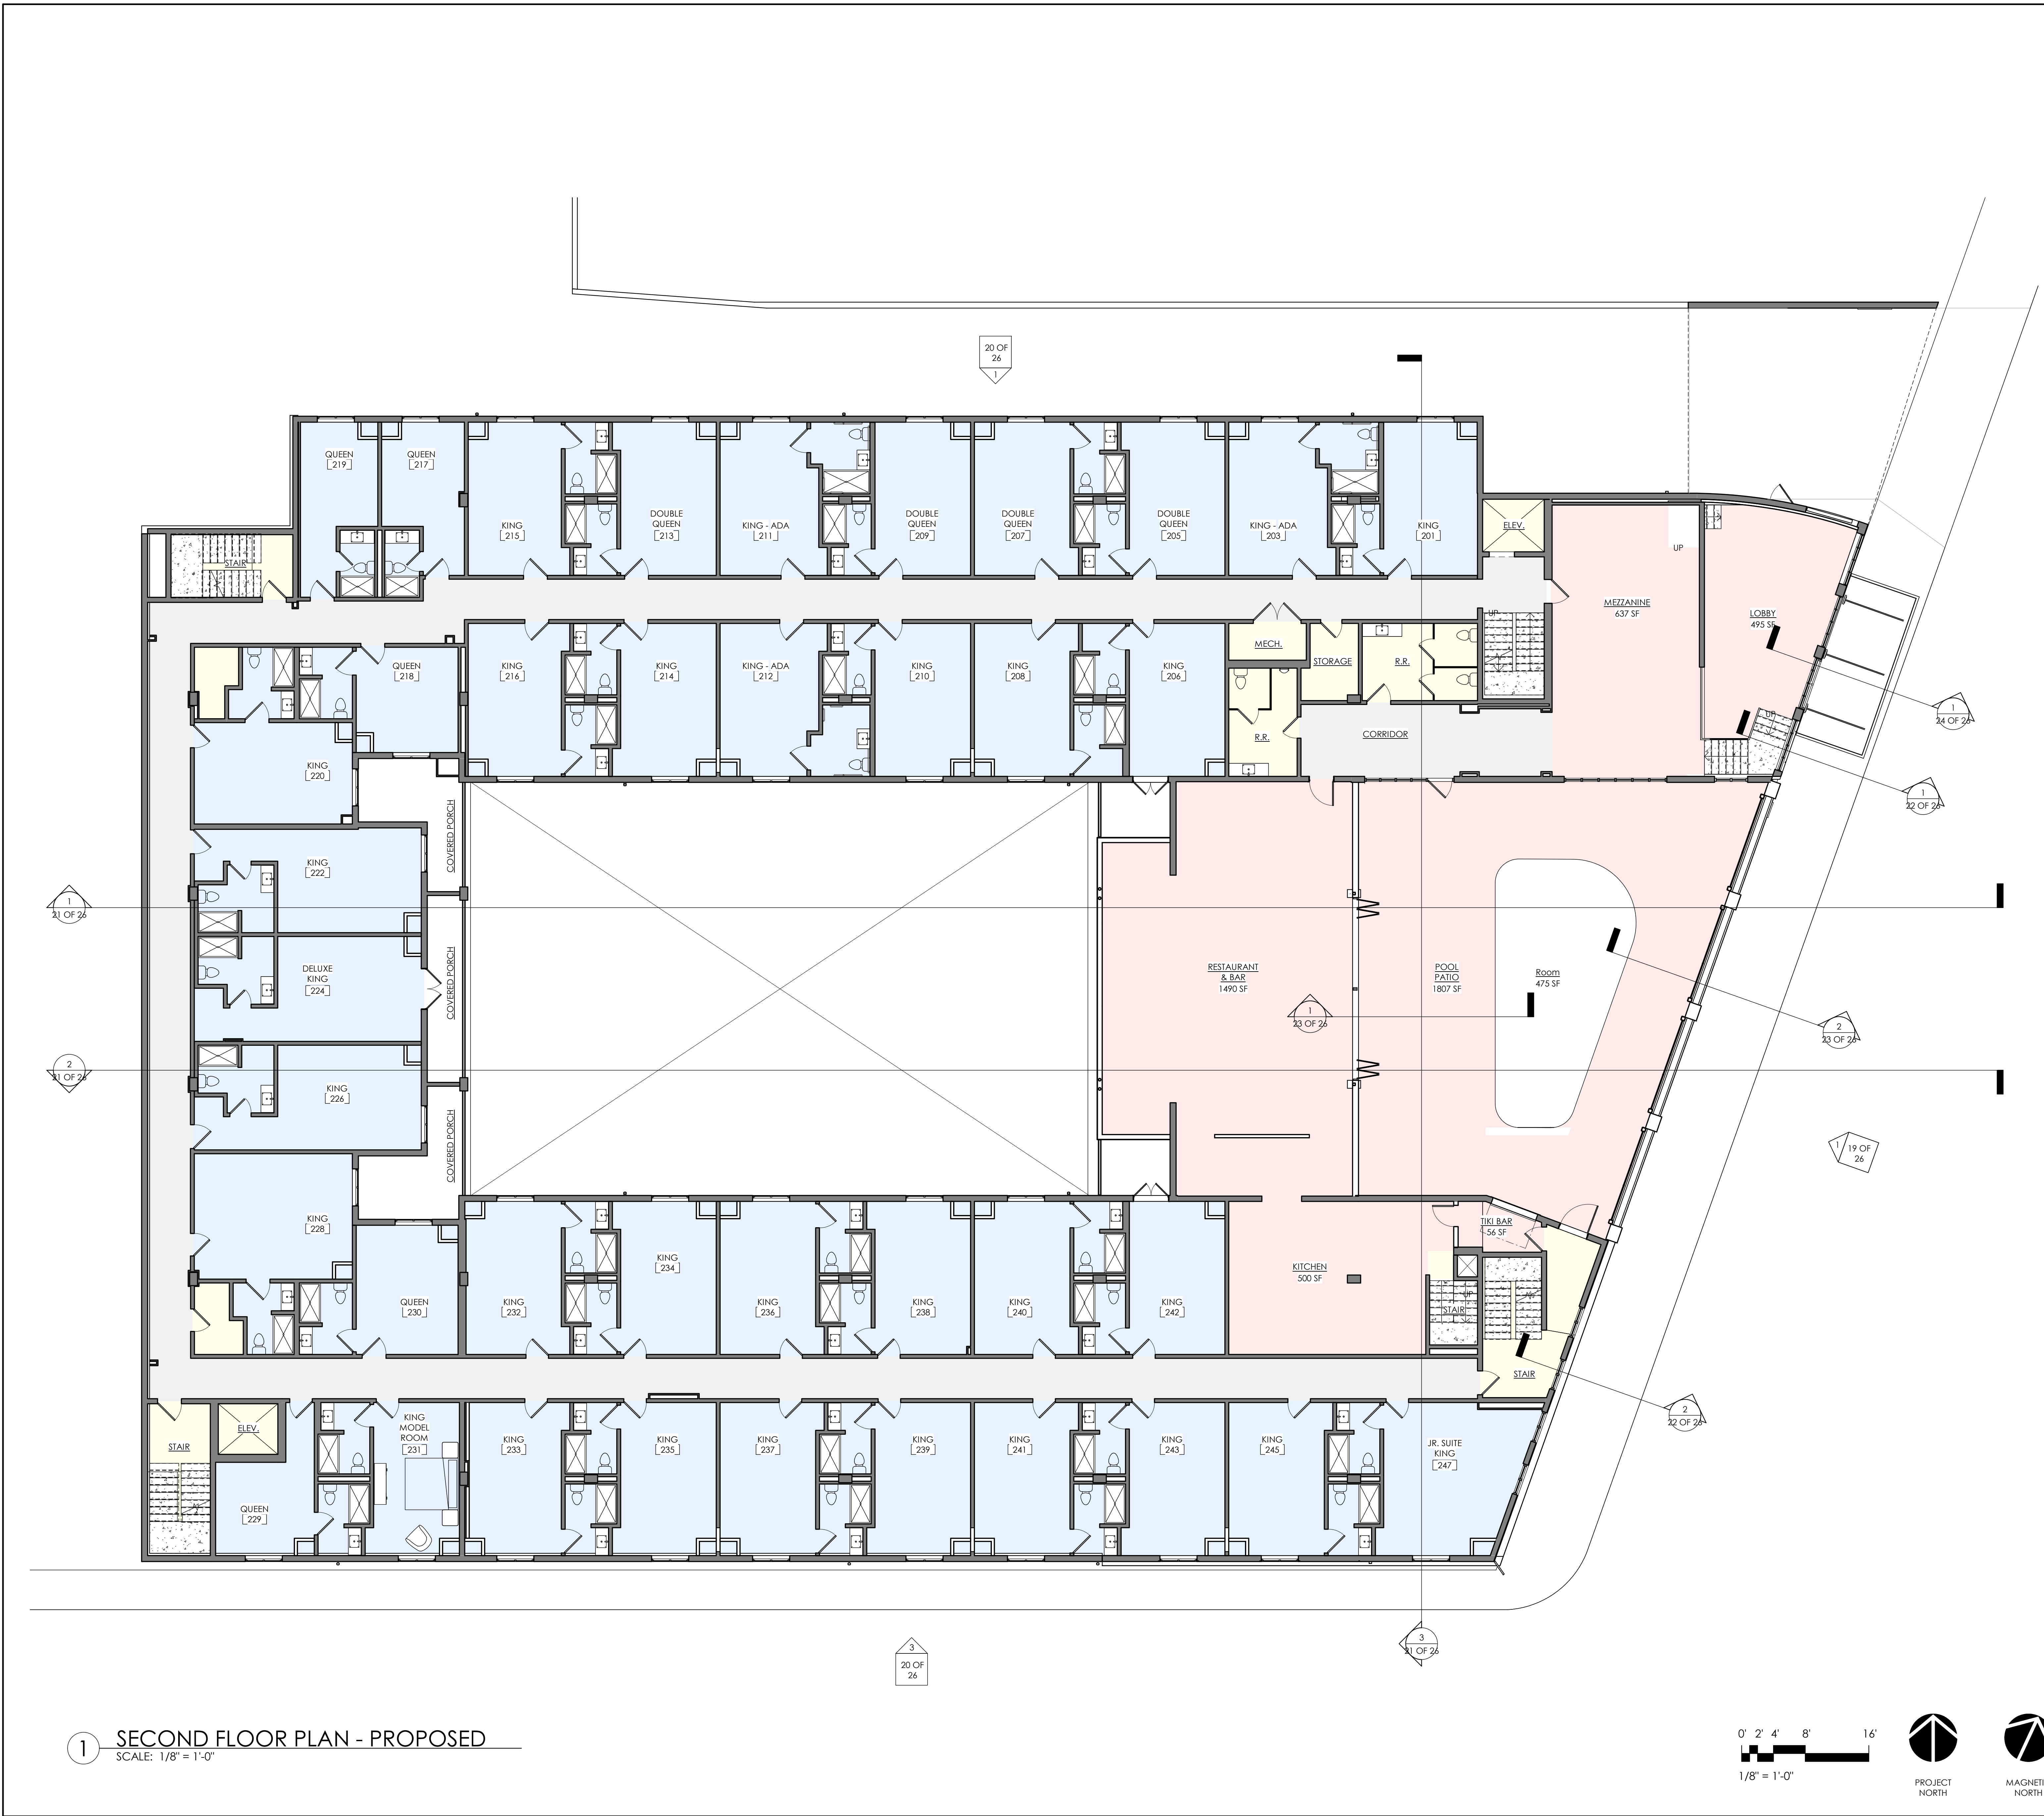 20 OF
26
1
QUEEN
[219]
QUEEN
[217]
KING
[215]
DOUBLE
QUEEN
[213]
KING - ADA
[211]
DOUBLE
QUEEN
[209]
DOUBLE
QUEEN
[207]
DOUBLE
QUEEN
[205]
KING - ADA
[203]
KING
[201]
ELEV.
UP
STAIR
MEZZANINE
637 SF
LOBBY
495 SF
UP
QUEEN
[218]
KING
[216]
KING
[214]
KING - ADA
[212]
KING
[210]
KING
[208]
KING
[206]
MECH.
STORAGE
R.R.
R.R.
CORRIDOR
UP
1
24 OF 26
KING
[220]
COVERED PORCH
1
22 OF 26
KING
[222]
1
21 OF 26
DELUXE
KING
[224]
COVERED PORCH
RESTAURANT
& BAR
1490 SF
POOL
PATIO
1807 SF
Room
475 SF
1
23 OF 26
2
23 OF 26
2
21 OF 26
KING
[226]
COVERED PORCH
1
19 OF
26
KING
[228]
TIKI BAR
56 SF
QUEEN
[230]
KING
[232]
KING
[234]
KING
[236]
KING
[238]
KING
[240]
KING
[242]
KITCHEN
500 SF
UP
STAIR
STAIR
2
22 OF 26
STAIR
ELEV.
QUEEN
[229]
KING
MODEL
ROOM
[231]
KING
[233]
KING
[235]
KING
[237]
KING
[239]
KING
[241]
KING
[243]
KING
[245]
JR. SUITE
KING
[247]
3
20 OF
26
3
21 OF 26
1
SECOND FLOOR PLAN - PROPOSED
SCALE: 1/8" = 1'-0"
0' 2' 4' 8' 16'
1/8" = 1'-0"
PROJECT
NORTH
MAGNETI
NORTH